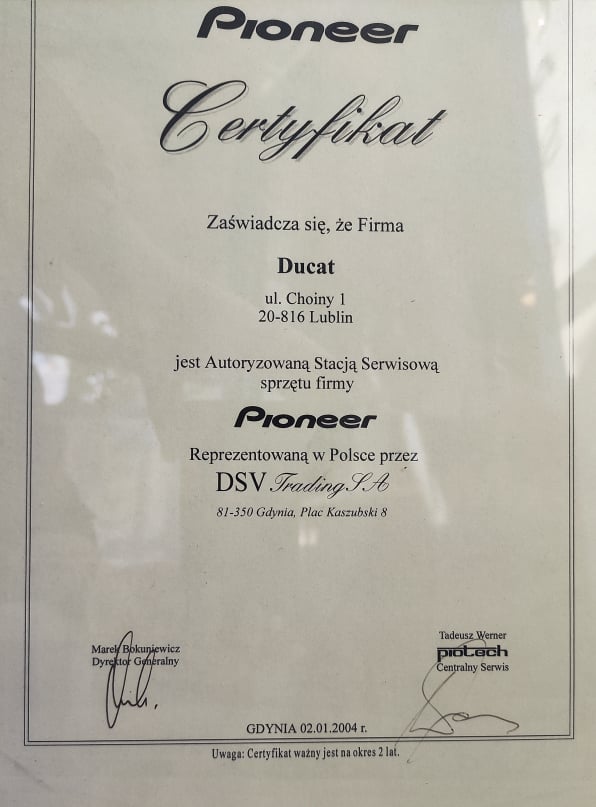 Pioneer
Certyfikat
Zaświadcza się, że Firma
Ducat
ul. Choiny 1
20-816 Lublin
jest Autoryzowaną Stacją Serwisową
sprzętu firmy
Pioneer
Reprezentowaną w Polsce przez
DSV Trading SA
81-350 Gdynia, Plac Kaszubski 8
Marek Bokuniewicz
Dyrektor Generalny
Tadeusz Werner
piotech
Centralny Serwis
GDYNIA 02.01.2004 r.
Uwaga: Certyfikat ważny jest na okres 2 lat.